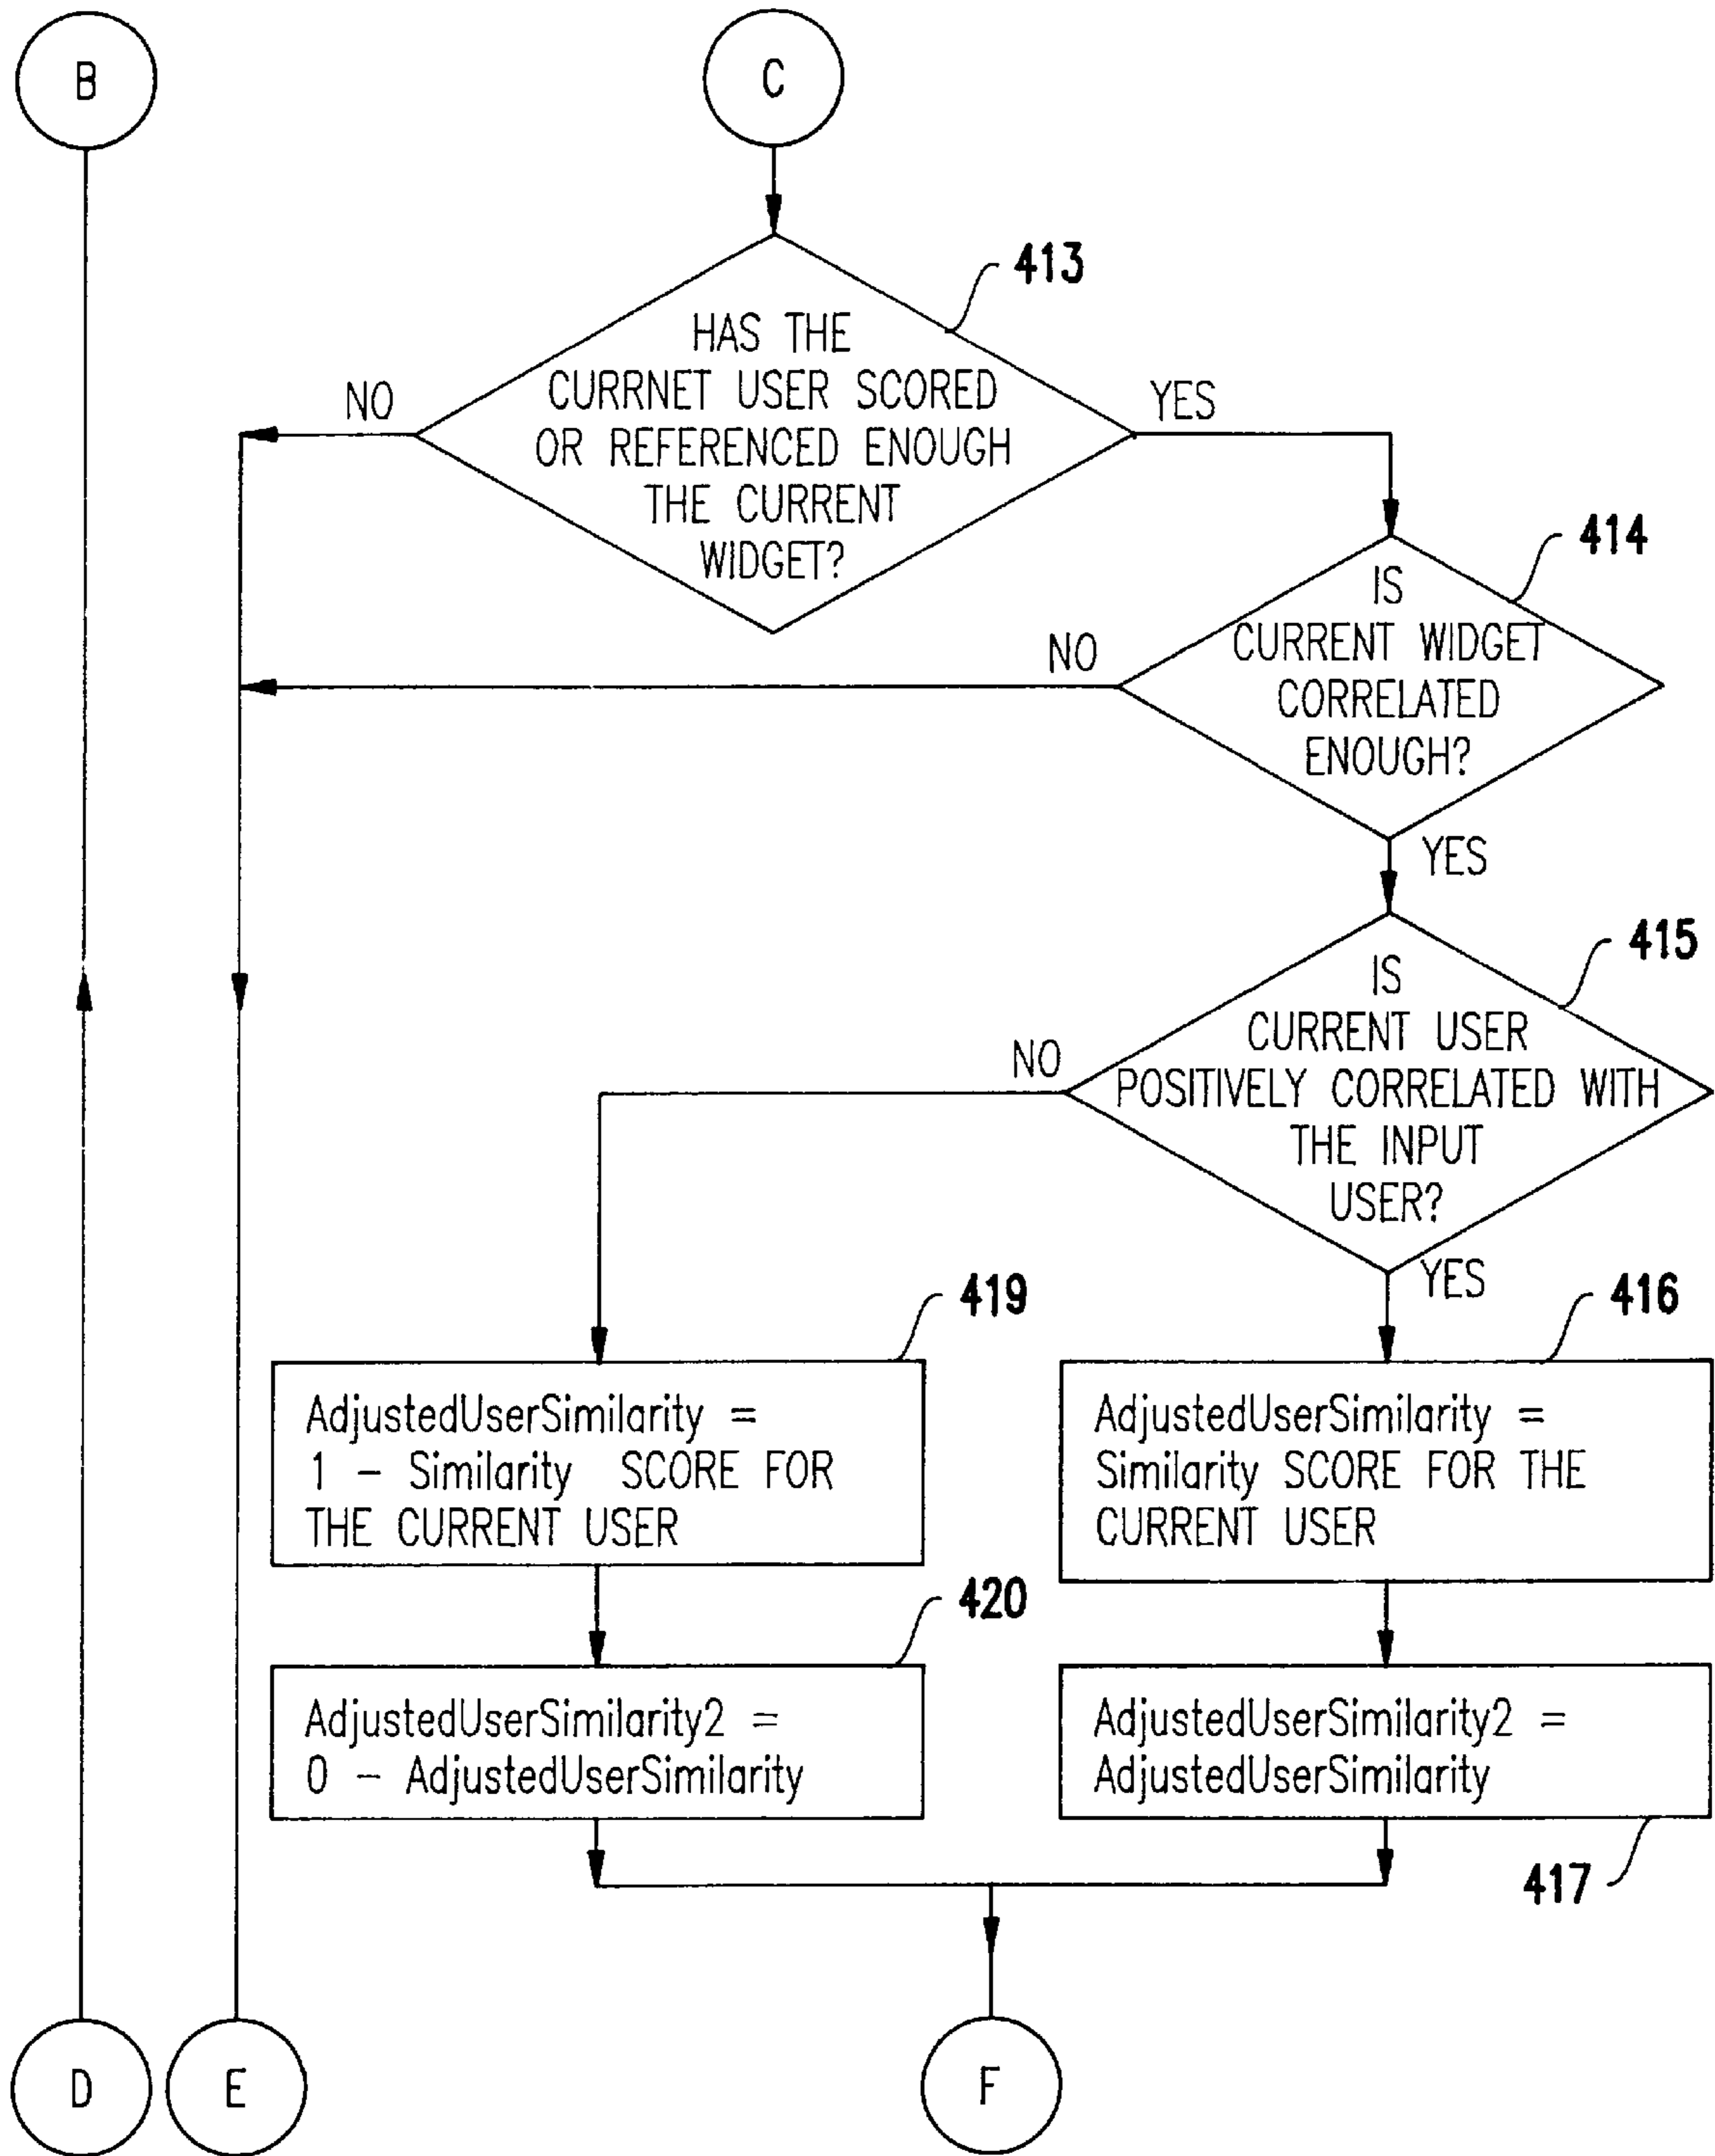 B
C
413
HAS THE
CURRNET USER SCORED
OR REFERENCED ENOUGH
THE CURRENT
WIDGET?
NO
YES
414
IS
CURRENT WIDGET
CORRELATED
ENOUGH?
NO
YES
415
IS
CURRENT USER
POSITIVELY CORRELATED WITH
THE INPUT
USER?
NO
YES
419
AdjustedUserSimilarity =
1 – Similarity SCORE FOR
THE CURRENT USER
416
AdjustedUserSimilarity =
Similarity SCORE FOR THE
CURRENT USER
420
AdjustedUserSimilarity2 =
0 – AdjustedUserSimilarity
AdjustedUserSimilarity2 =
AdjustedUserSimilarity
417
D
E
F